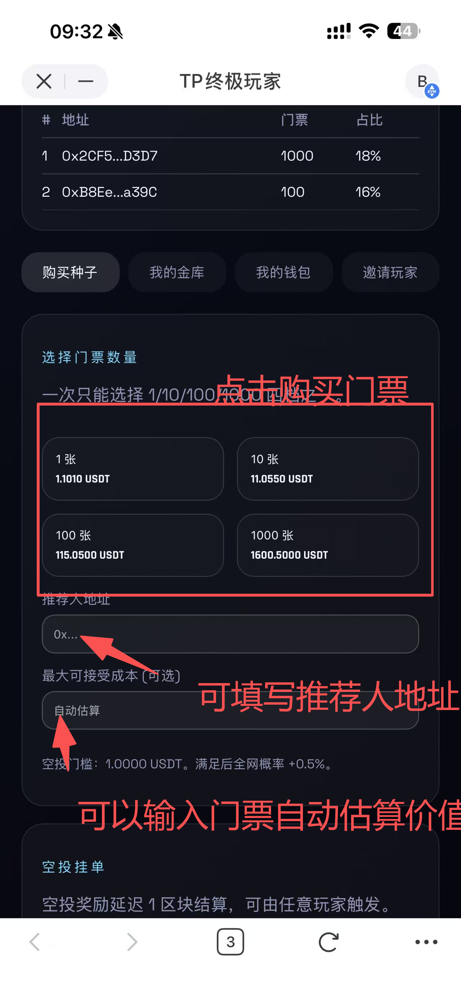 09:32
44
TP终极玩家
B
EVM
# 地址 门票 占比
1 0x2CF5...D3D7 1000 18%
2 0xB8Ee...a39C 100 16%
购买种子 我的金库 我的钱包 邀请玩家
选择门票数量
点击购买门票
一次只能选择 1/10/100/1000 四档之一。
1 张
1.1010 USDT
10 张
11.0550 USDT
100 张
115.0500 USDT
1000 张
1600.5000 USDT
推荐人地址
0x...
最大可接受成本 (可选)
可填写推荐人地址
自动估算
空投门槛：1.0000 USDT。满足后全网概率 +0.5%。
可以输入门票自动估算价值
空投挂单
空投奖励延迟 1 区块结算，可由任意玩家触发。
3